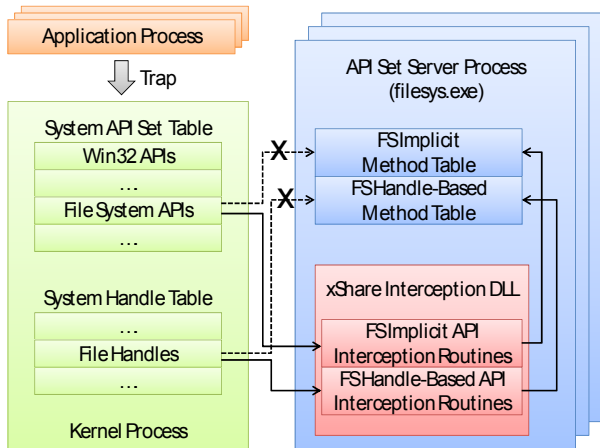 Application Process
Trap
System API Set Table
Win32 APIs
...
File System APIs
...
System Handle Table
...
File Handles
...
Kernel Process
API Set Server Process
(filesys.exe)
X
FSImplicit
Method Table
X
FSHandle-Based
Method Table
xShare Interception DLL
FSImplicit API
Interception Routines
FSHandle-Based API
Interception Routines